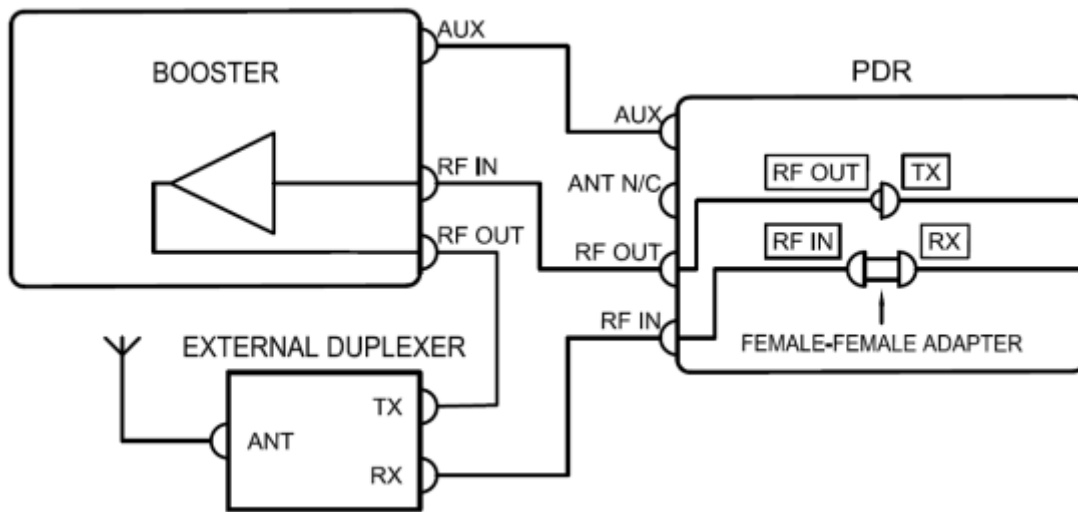 BOOSTER
AUX
RF IN
RF OUT
PDR
AUX
ANT N/C
RF OUT
RF IN
RF OUT
TX
RF IN
RX
FEMALE-FEMALE ADAPTER
EXTERNAL DUPLEXER
TX
ANT
RX